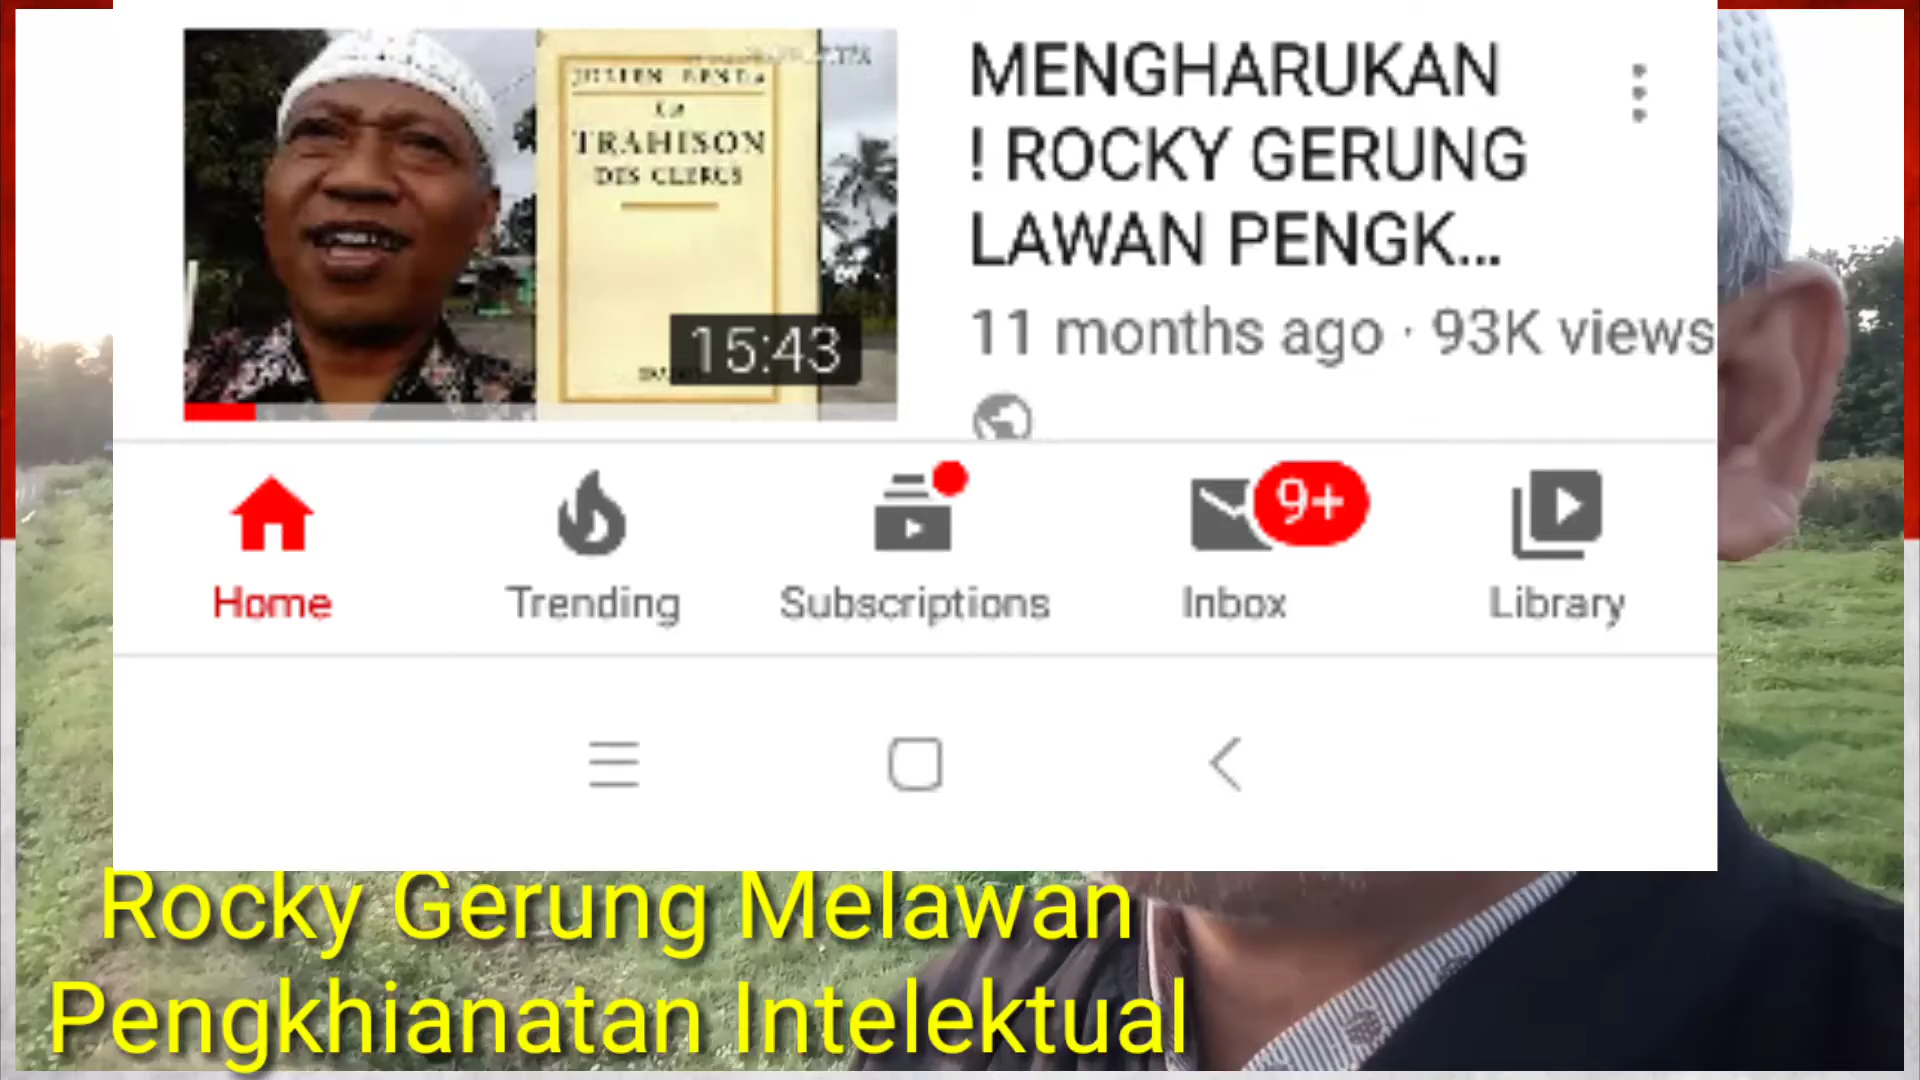 JULIEN BENDA
La
TRAHISON
DES CLERCS
15:43
MENGHARUKAN
! ROCKY GERUNG
LAWAN PENGK...
11 months ago · 93K views
Home
Trending
Subscriptions
9+
Inbox
Library
Rocky Gerung Melawan
Pengkhianatan Intelektual